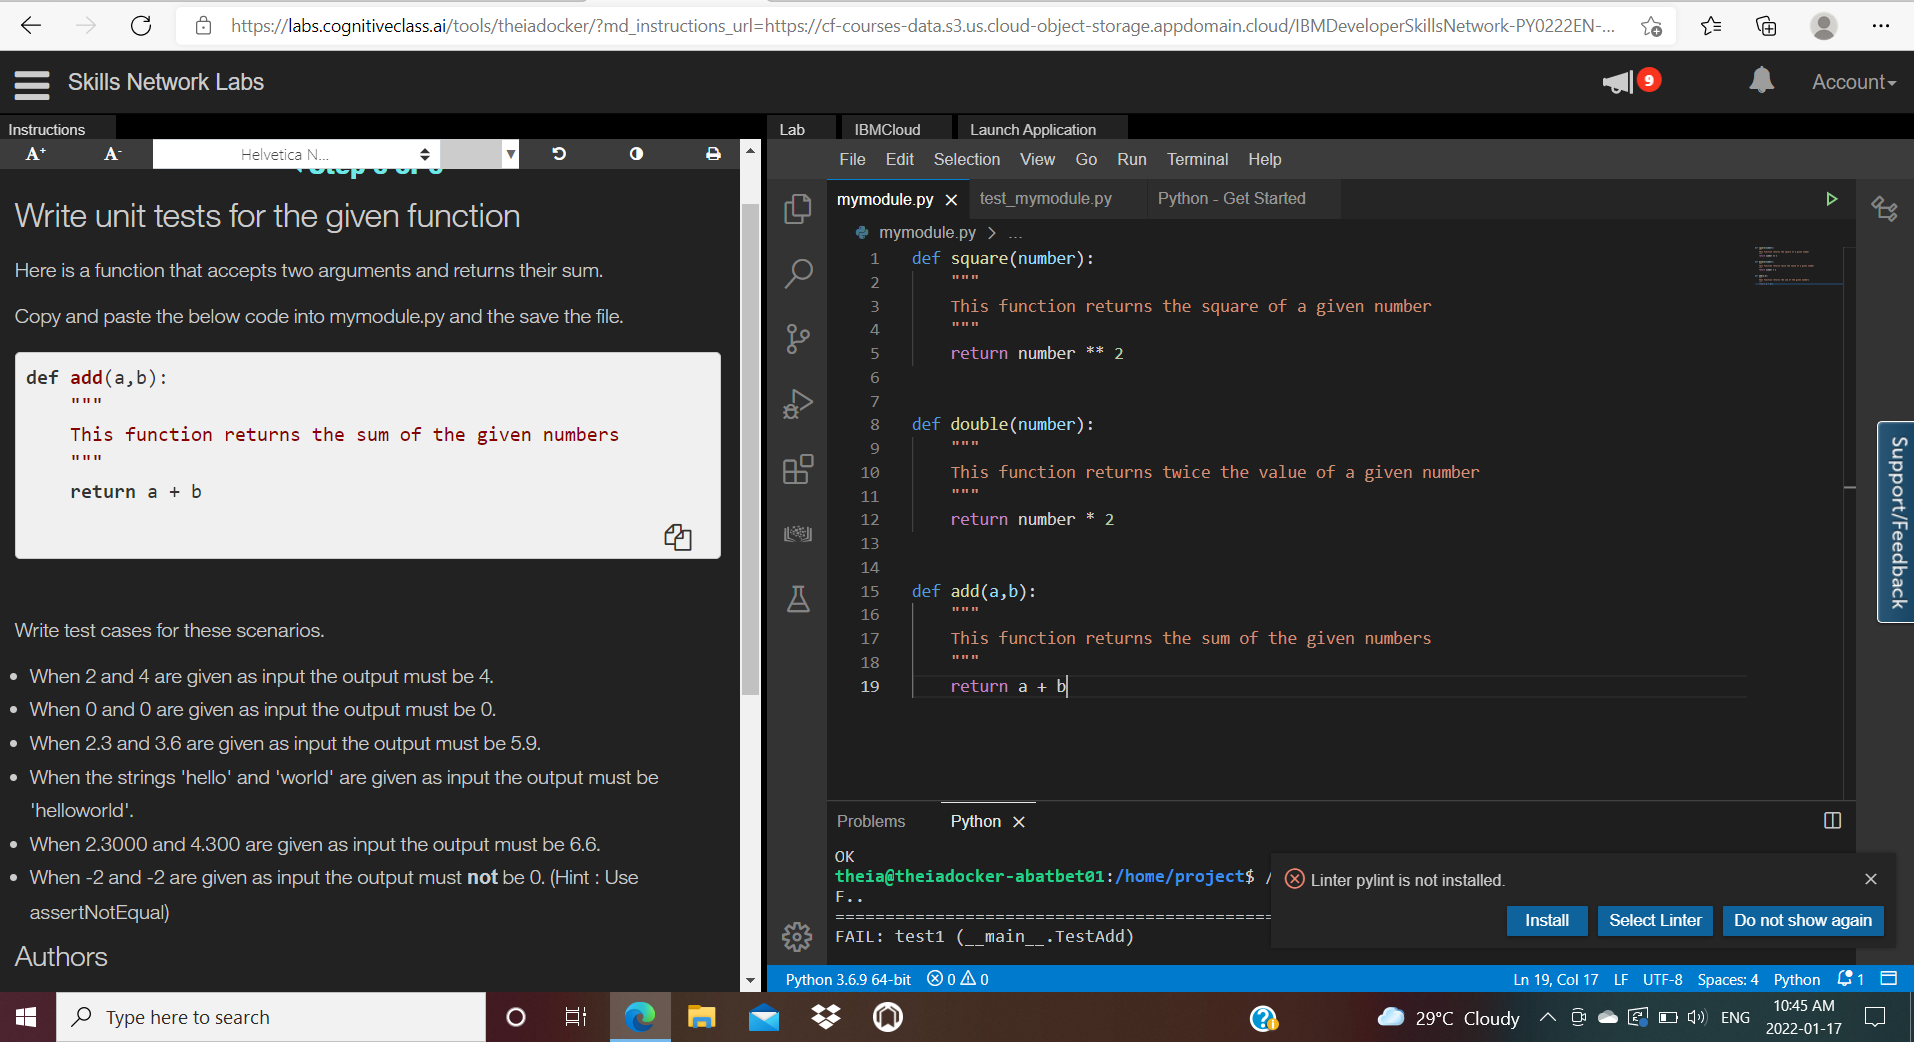 https://labs.cognitiveclass.ai/tools/theiadocker/?md_instructions_url=https://cf-courses-data.s3.us.cloud-object-storage.appdomain.cloud/IBMDeveloperSkillsNetwork-PY0222EN-...
Skills Network Labs
9
Account
Instructions
A+ A- Helvetica N...
Write unit tests for the given function
Here is a function that accepts two arguments and returns their sum.
Copy and paste the below code into mymodule.py and the save the file.
def add(a,b):
"""
This function returns the sum of the given numbers
"""
return a + b
Write test cases for these scenarios.
• When 2 and 4 are given as input the output must be 4.
• When 0 and 0 are given as input the output must be 0.
• When 2.3 and 3.6 are given as input the output must be 5.9.
• When the strings 'hello' and 'world' are given as input the output must be
'helloworld'.
• When 2.3000 and 4.300 are given as input the output must be 6.6.
• When -2 and -2 are given as input the output must not be 0. (Hint : Use
assertNotEqual)
Authors
Lab IBMCloud Launch Application
File Edit Selection View Go Run Terminal Help
mymodule.py test_mymodule.py Python - Get Started
mymodule.py > ...
1 def square(number):
2 """
3 This function returns the square of a given number
4 """
5 return number ** 2
6
7
8 def double(number):
9 """
10 This function returns twice the value of a given number
11 """
12 return number * 2
13
14
15 def add(a,b):
16 """
17 This function returns the sum of the given numbers
18 """
19 return a + b
Support/Feedback
Problems Python
OK
theia@theiadocker-abatbet01:/home/project$ /
F..
============================================
FAIL: test1 (__main__.TestAdd)
Linter pylint is not installed.
Install Select Linter Do not show again
Python 3.6.9 64-bit 0 0 Ln 19, Col 17 LF UTF-8 Spaces: 4 Python 1
Type here to search
29°C Cloudy
ENG
10:45 AM
2022-01-17